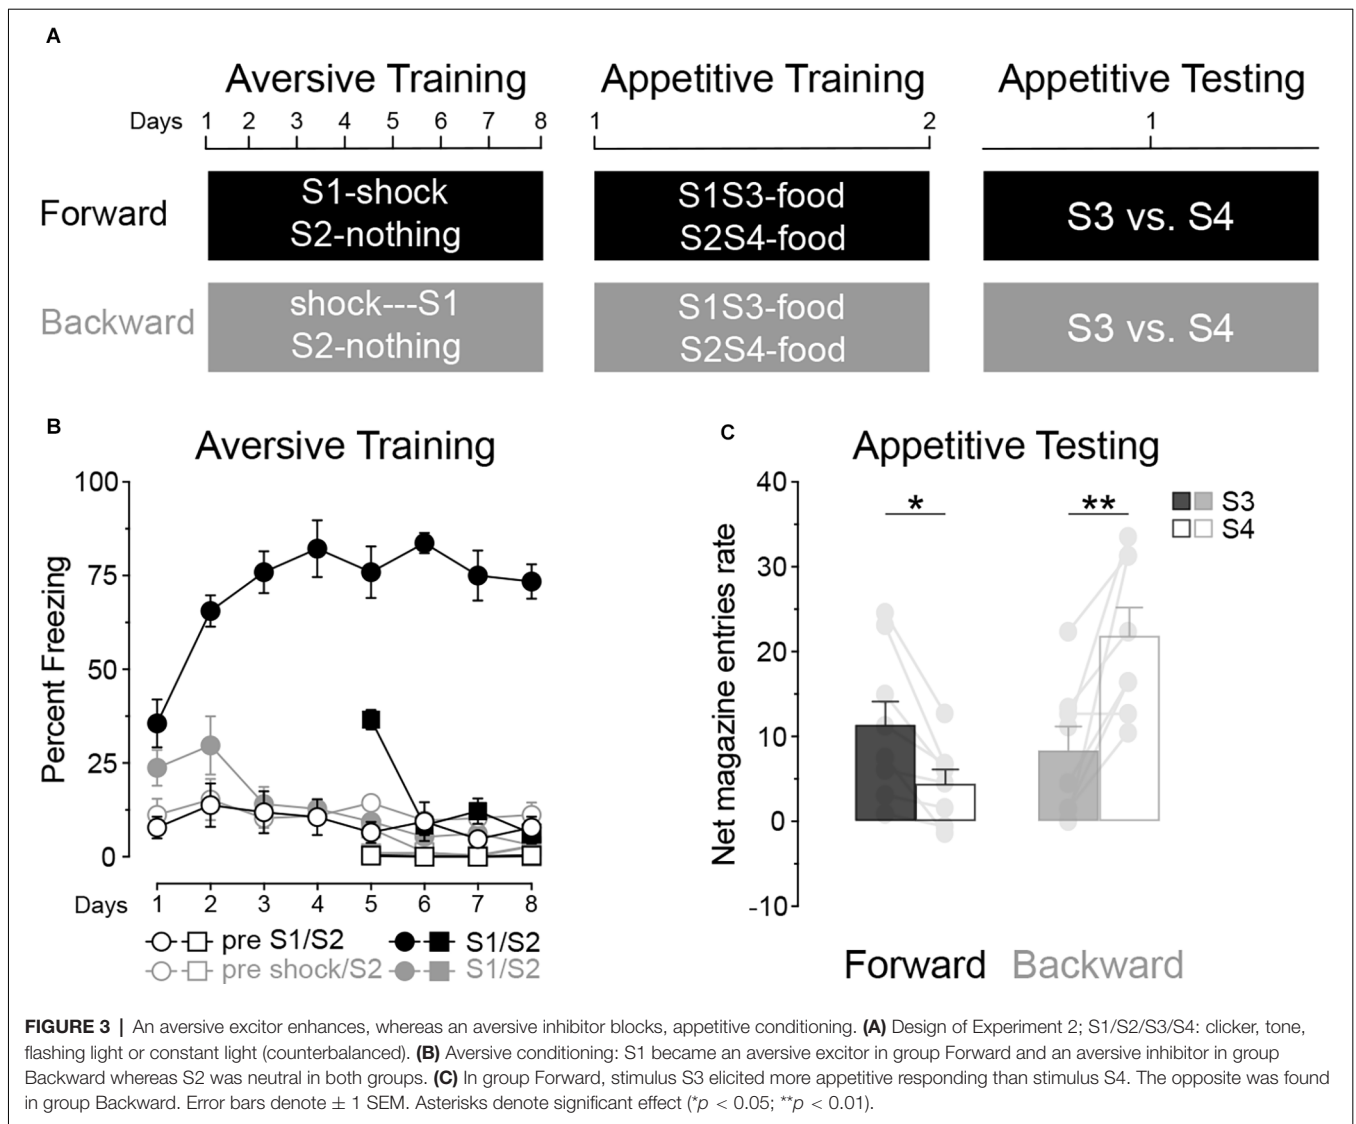 A
Aversive Training
Appetitive Training
Appetitive Testing
Days 1 2 3 4 5 6 7 8
1 2
1
Forward
S1-shock
S2-nothing
S1S3-food
S2S4-food
S3 vs. S4
Backward
shock---S1
S2-nothing
S1S3-food
S2S4-food
S3 vs. S4
B
Aversive Training
100
75
50
25
0
Percent Freezing
Days 1 2 3 4 5 6 7 8
pre S1/S2
S1/S2
pre shock/S2
S1/S2
C
Appetitive Testing
40
30
20
10
0
-10
Net magazine entries rate
*
**
S3
S4
Forward Backward
FIGURE 3 | An aversive excitor enhances, whereas an aversive inhibitor blocks, appetitive conditioning. (A) Design of Experiment 2; S1/S2/S3/S4: clicker, tone,
flashing light or constant light (counterbalanced). (B) Aversive conditioning: S1 became an aversive excitor in group Forward and an aversive inhibitor in group
Backward whereas S2 was neutral in both groups. (C) In group Forward, stimulus S3 elicited more appetitive responding than stimulus S4. The opposite was found
in group Backward. Error bars denote ± 1 SEM. Asterisks denote significant effect (*p < 0.05; **p < 0.01).